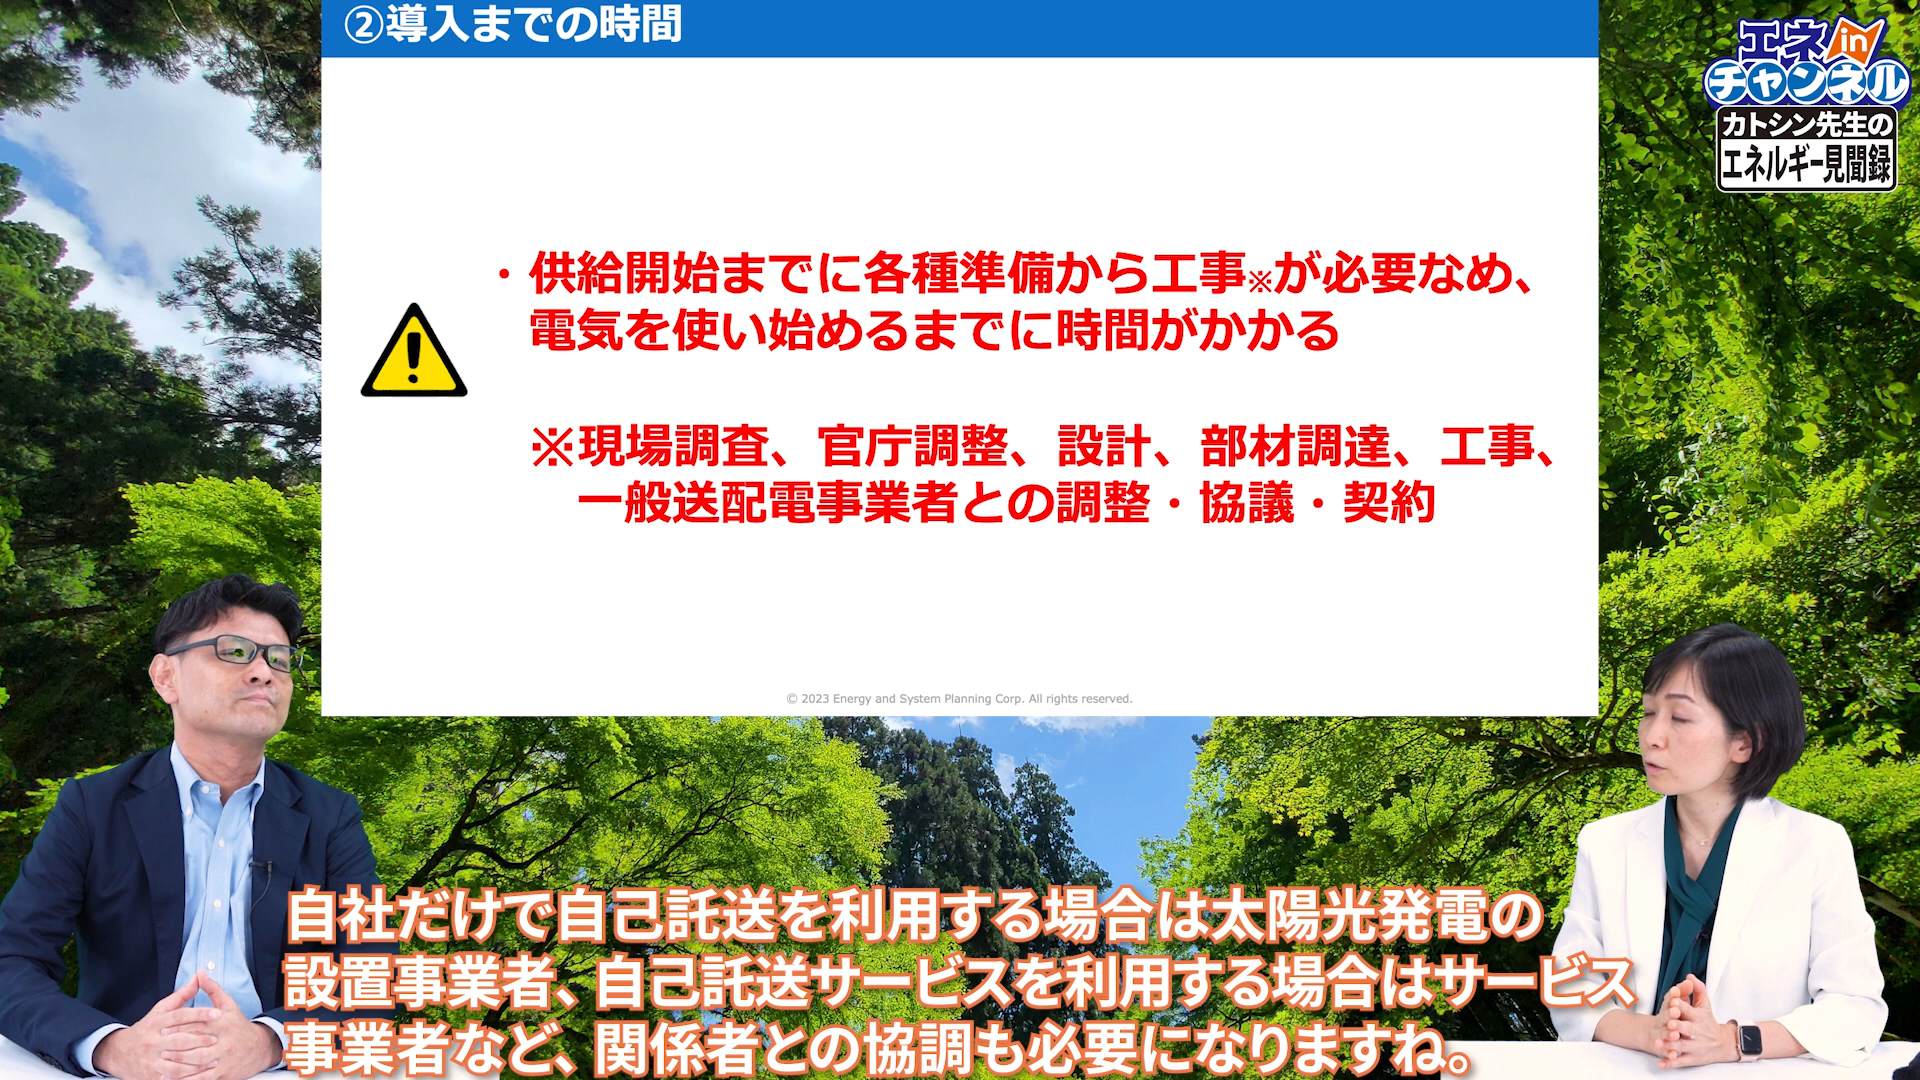 ②導入までの時間
エネin
チャンネル
カトシン先生の
エネルギー見聞録
・供給開始までに各種準備から工事※が必要なめ、
電気を使い始めるまでに時間がかかる
※現場調査、官庁調整、設計、部材調達、工事、
一般送配電事業者との調整・協議・契約
© 2023 Energy and System Planning Corp. All rights reserved.
自社だけで自己託送を利用する場合は太陽光発電の
設置事業者、自己託送サービスを利用する場合はサービス
事業者など、関係者との協調も必要になりますね。